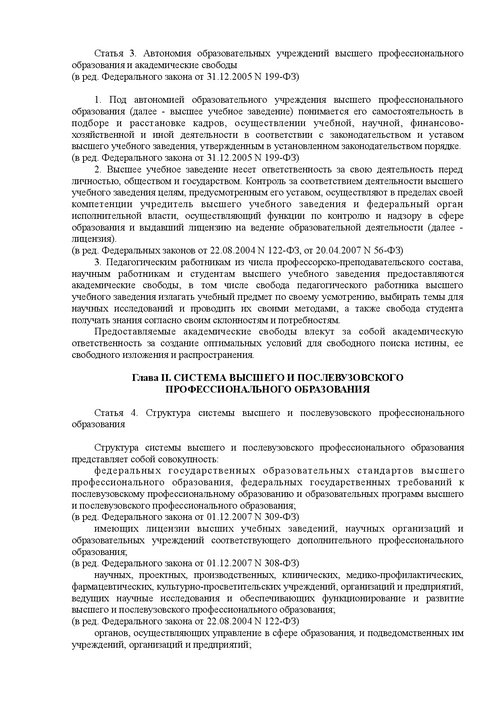 Статья 3. Автономия образовательных учреждений высшего профессионального
образования и академические свободы
(в ред. Федерального закона от 31.12.2005 N 199-ФЗ)
1. Под автономией образовательного учреждения высшего профессионального
образования (далее - высшее учебное заведение) понимается его самостоятельность в
подборе и расстановке кадров, осуществлении учебной, научной, финансово-
хозяйственной и иной деятельности в соответствии с законодательством и уставом
высшего учебного заведения, утвержденным в установленном законодательством порядке.
(в ред. Федерального закона от 31.12.2005 N 199-ФЗ)
2. Высшее учебное заведение несет ответственность за свою деятельность перед
личностью, обществом и государством. Контроль за соответствием деятельности высшего
учебного заведения целям, предусмотренным его уставом, осуществляют в пределах своей
компетенции учредитель высшего учебного заведения и федеральный орган
исполнительной власти, осуществляющий функции по контролю и надзору в сфере
образования и выдавший лицензию на ведение образовательной деятельности (далее -
лицензия).
(в ред. Федеральных законов от 22.08.2004 N 122-ФЗ, от 20.04.2007 N 56-ФЗ)
3. Педагогическим работникам из числа профессорско-преподавательского состава,
научным работникам и студентам высшего учебного заведения предоставляются
академические свободы, в том числе свобода педагогического работника высшего
учебного заведения излагать учебный предмет по своему усмотрению, выбирать темы для
научных исследований и проводить их своими методами, а также свобода студента
получать знания согласно своим склонностям и потребностям.
Предоставляемые академические свободы влекут за собой академическую
ответственность за создание оптимальных условий для свободного поиска истины, ее
свободного изложения и распространения.
Глава II. СИСТЕМА ВЫСШЕГО И ПОСЛЕВУЗОВСКОГО
ПРОФЕССИОНАЛЬНОГО ОБРАЗОВАНИЯ
Статья 4. Структура системы высшего и послевузовского профессионального
образования
Структура системы высшего и послевузовского профессионального образования
представляет собой совокупность:
федеральных государственных образовательных стандартов высшего
профессионального образования, федеральных государственных требований к
послевузовскому профессиональному образованию и образовательных программ высшего
и послевузовского профессионального образования;
(в ред. Федерального закона от 01.12.2007 N 309-ФЗ)
имеющих лицензии высших учебных заведений, научных организаций и
образовательных учреждений соответствующего дополнительного профессионального
образования;
(в ред. Федерального закона от 01.12.2007 N 308-ФЗ)
научных, проектных, производственных, клинических, медико-профилактических,
фармацевтических, культурно-просветительских учреждений, организаций и предприятий,
ведущих научные исследования и обеспечивающих функционирование и развитие
высшего и послевузовского профессионального образования;
(в ред. Федерального закона от 22.08.2004 N 122-ФЗ)
органов, осуществляющих управление в сфере образования, и подведомственных им
учреждений, организаций и предприятий;